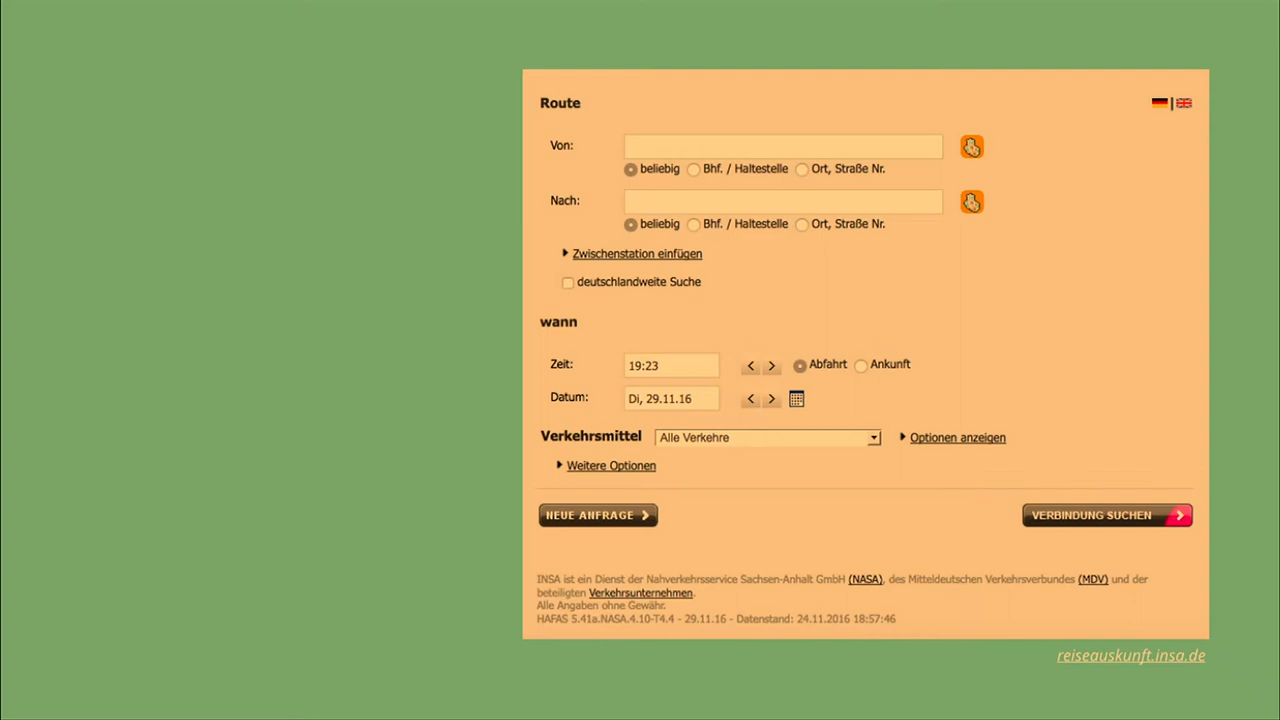 Route
Von:
beliebig Bhf. / Haltestelle Ort, Straße Nr.
Nach:
beliebig Bhf. / Haltestelle Ort, Straße Nr.
Zwischenstation einfügen
deutschlandweite Suche
wann
Zeit: 19:23 Abfahrt Ankunft
Datum: Di, 29.11.16
Verkehrsmittel Alle Verkehre Optionen anzeigen
Weitere Optionen
NEUE ANFRAGE VERBINDUNG SUCHEN
INSA ist ein Dienst der Nahverkehrsservice Sachsen-Anhalt GmbH (NASA), des Mitteldeutschen Verkehrsverbundes (MDV) und der
beteiligten Verkehrsunternehmen.
Alle Angaben ohne Gewähr.
HAFAS 5.41a.NASA.4.10-T4.4 - 29.11.16 - Datenstand: 24.11.2016 18:57:46
reiseauskunft.insa.de